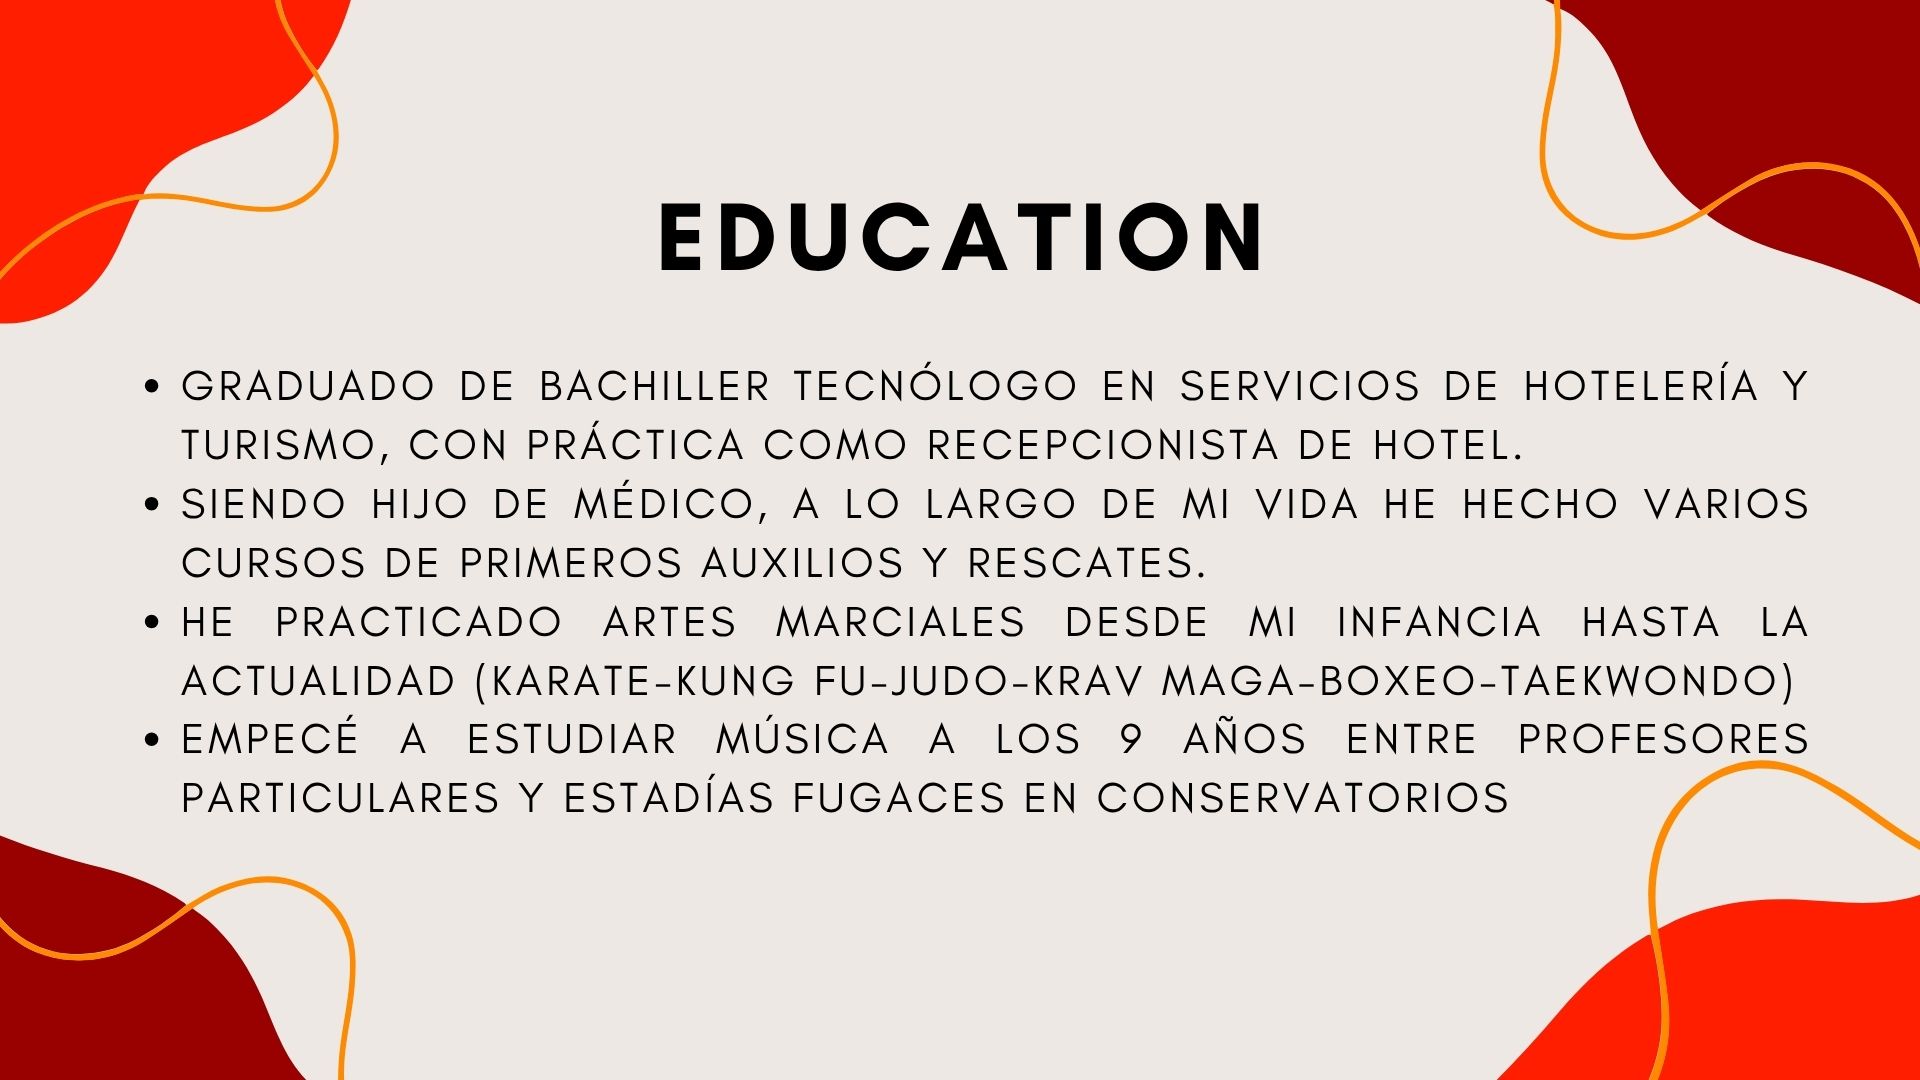 EDUCATION
• GRADUADO DE BACHILLER TECNÓLOGO EN SERVICIOS DE HOTELERÍA Y
TURISMO, CON PRÁCTICA COMO RECEPCIONISTA DE HOTEL.
• SIENDO HIJO DE MÉDICO, A LO LARGO DE MI VIDA HE HECHO VARIOS
CURSOS DE PRIMEROS AUXILIOS Y RESCATES.
• HE PRACTICADO ARTES MARCIALES DESDE MI INFANCIA HASTA LA
ACTUALIDAD (KARATE-KUNG FU-JUDO-KRAV MAGA-BOXEO-TAEKWONDO)
• EMPECÉ A ESTUDIAR MÚSICA A LOS 9 AÑOS ENTRE PROFESORES
PARTICULARES Y ESTADÍAS FUGACES EN CONSERVATORIOS